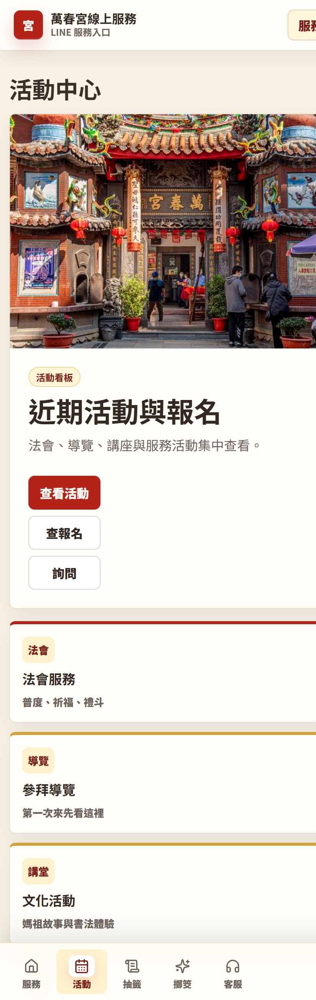 宮
萬春宮線上服務
LINE 服務入口
服務
活動中心
宮春萬
活動看板
近期活動與報名
法會、導覽、講座與服務活動集中查看。
查看活動
查報名
詢問
法會
法會服務
普度、祈福、禮斗
導覽
參拜導覽
第一次來先看這裡
講堂
文化活動
媽祖故事與書法體驗
服務
活動
抽籤
擲筊
客服